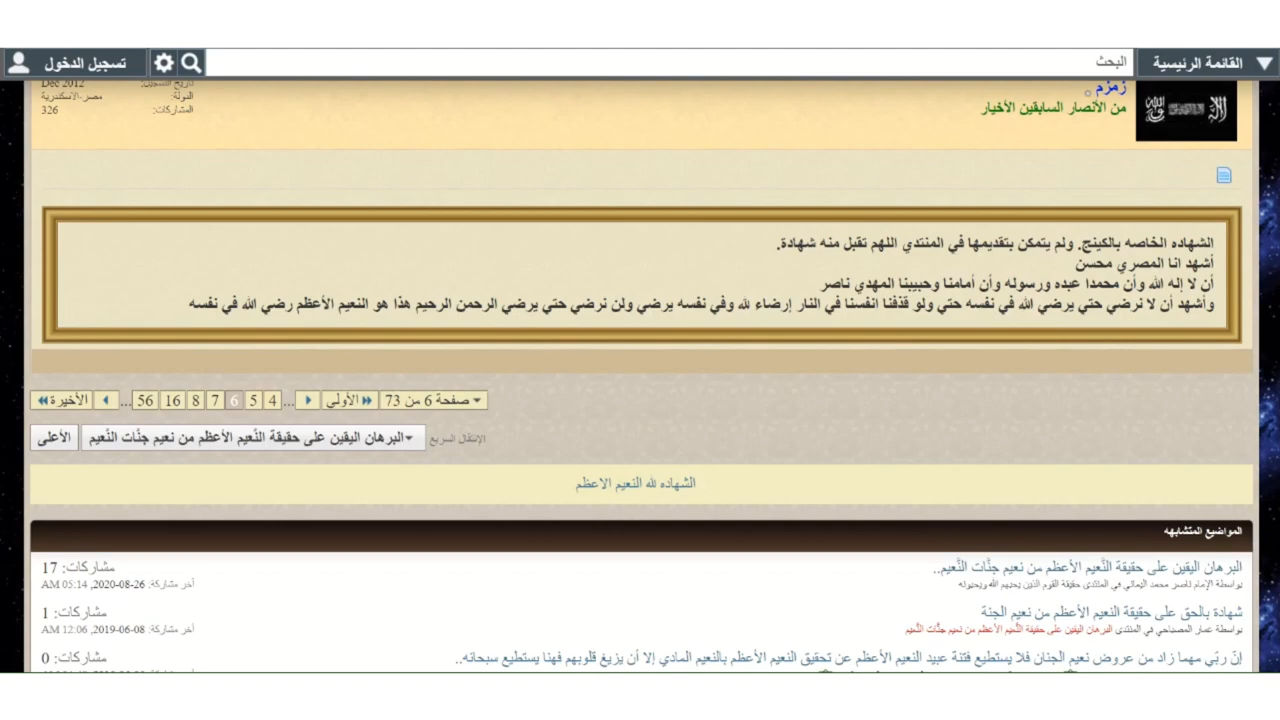 القائمة الرئيسية
البحث
تسجيل الدخول
زمزم
من الأنصار السابقين الأخيار
تاريخ التسجيل: Dec 2012
الدولة: مصر-الاسكندرية
المشاركات: 326
الشهاده الخاصه بالكينج. ولم يتمكن بتقديمها في المنتدي اللهم تقبل منه شهادة.
أشهد انا المصري محسن
أن لا إله الله وأن محمدا عبده ورسوله وأن أمامنا وحبيبنا المهدي ناصر
وأشهد أن لا نرضي حتي يرضي الله في نفسه حتي ولو قذفنا انفسنا في النار إرضاء لله وفي نفسه يرضي ولن نرضي حتي يرضي الرحمن الرحيم هذا هو النعيم الأعظم رضي الله في نفسه
صفحة 6 من 73 الأولى ... 4 5 6 7 8 16 56 ... الأخيرة
الإنتقال السريع البرهان اليقين على حقيقة النَّعيم الأعظم من نعيم جنَّات النَّعيم الأعلى
الشهاده لله النعيم الاعظم
المواضيع المتشابهه
البرهان اليقين على حقيقة النَّعيم الأعظم من نعيم جنَّات النَّعيم..
بواسطة الإمام ناصر محمد اليماني في المنتدى حقيقة القوم الذين يحبهم الله ويحبونه
مشاركات: 17
آخر مشاركة: 26-08-2020, 05:14 AM
شهادة بالحق على حقيقة النعيم الأعظم من نعيم الجنة
بواسطة عمار المصباحي في المنتدى البرهان اليقين على حقيقة النَّعيم الأعظم من نعيم جنَّات النَّعيم
مشاركات: 1
آخر مشاركة: 08-06-2019, 12:06 AM
إنّ ربّي مهما زاد من عروض نعيم الجنان فلا يستطيع فتنة عبيد النعيم الأعظم عن تحقيق النعيم الأعظم بالنعيم المادي إلا أن يزيغ قلوبهم فهنا يستطيع سبحانه..
مشاركات: 0